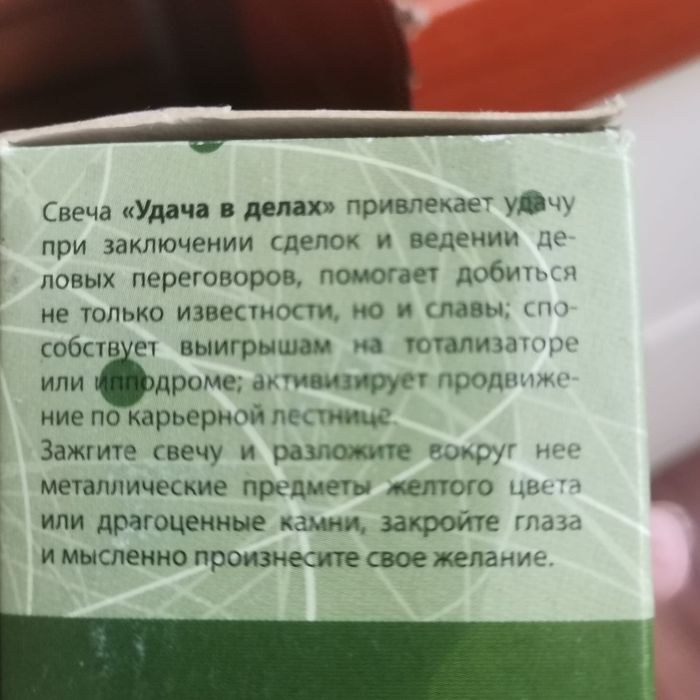 Свеча «Удача в делах» привлекает удачу
при заключении сделок и ведении де-
ловых переговоров, помогает добиться
не только известности, но и славы; спо-
собствует выигрышам на тотализаторе
или ипподроме; активизирует продвиже-
ние по карьерной лестнице.
Зажгите свечу и разложите вокруг нее
металлические предметы желтого цвета
или драгоценные камни, закройте глаза
и мысленно произнесите свое желание.